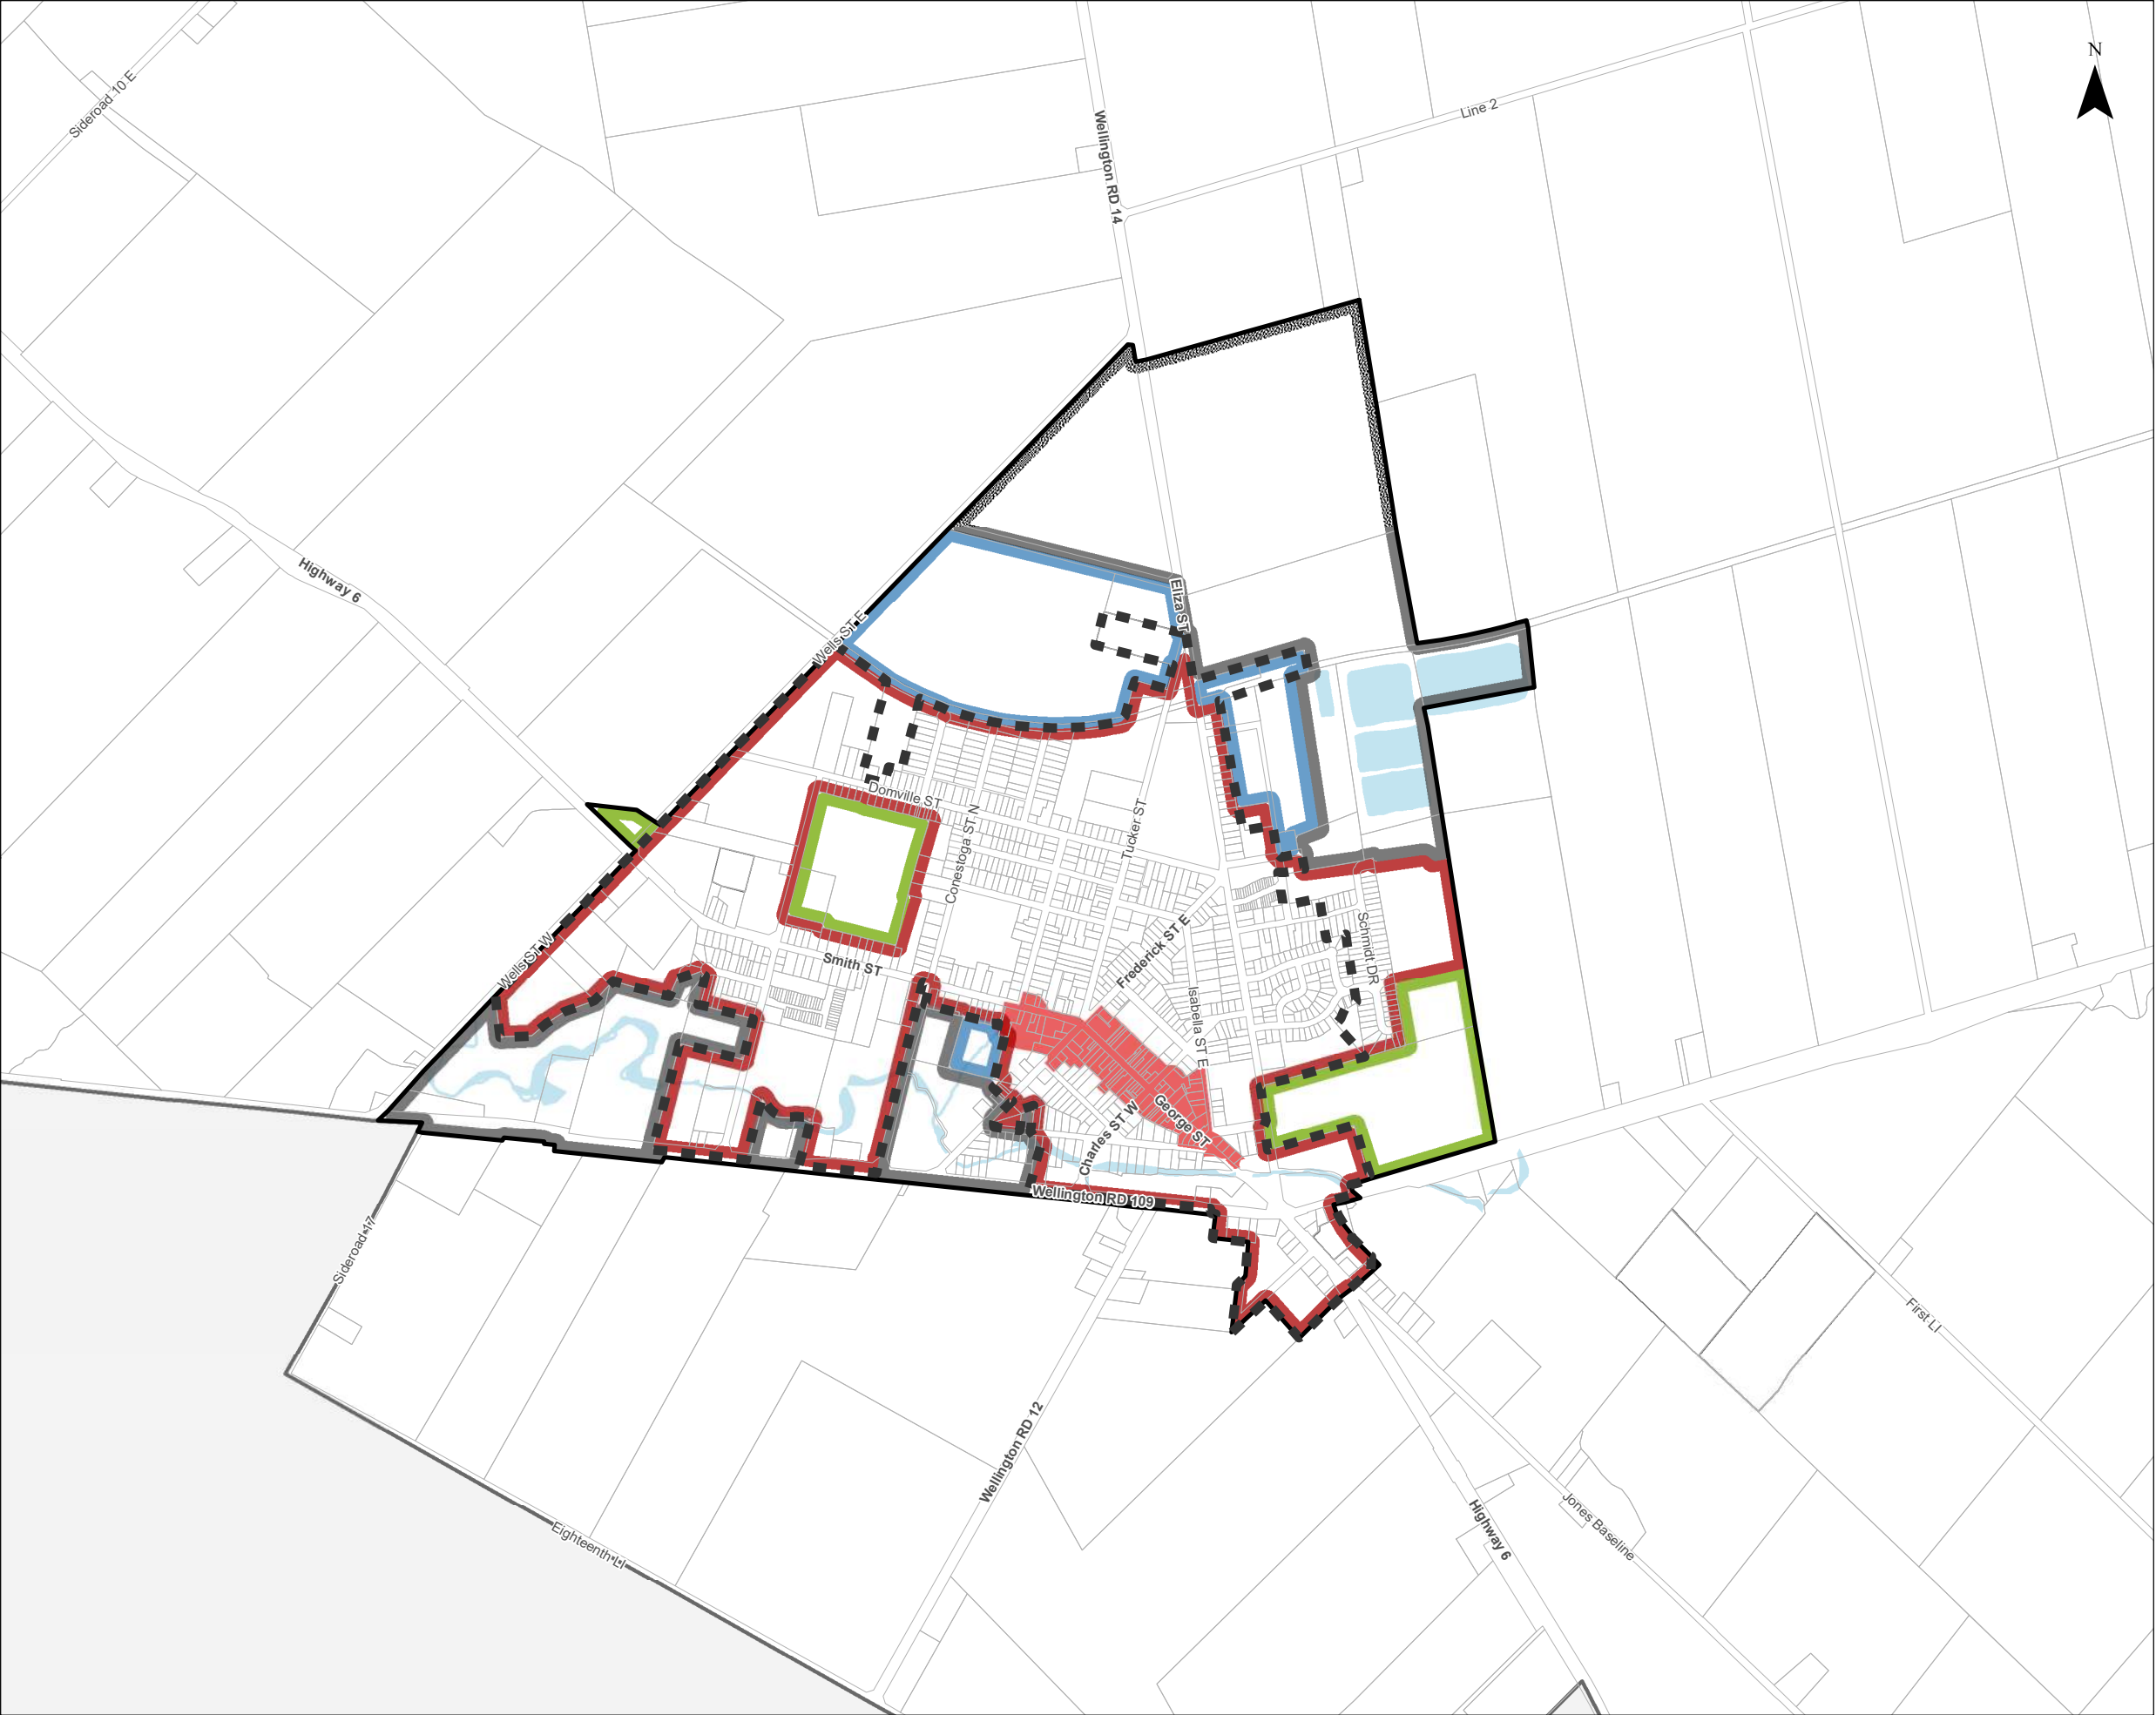 N
Sideroad 10 E
Line 2
Wellington RD 14
Highway 6
Eliza ST
Wells ST E
Domville ST
Conestoga ST N
Tucker ST
Frederick ST E
Schmidt DR
Wells ST W
Smith ST
Isabella ST E
George ST
Charles ST W
Wellington RD 109
Sideroad 17
First LI
Wellington RD 12
Highway 6
Jones Baseline
Eighteenth LI